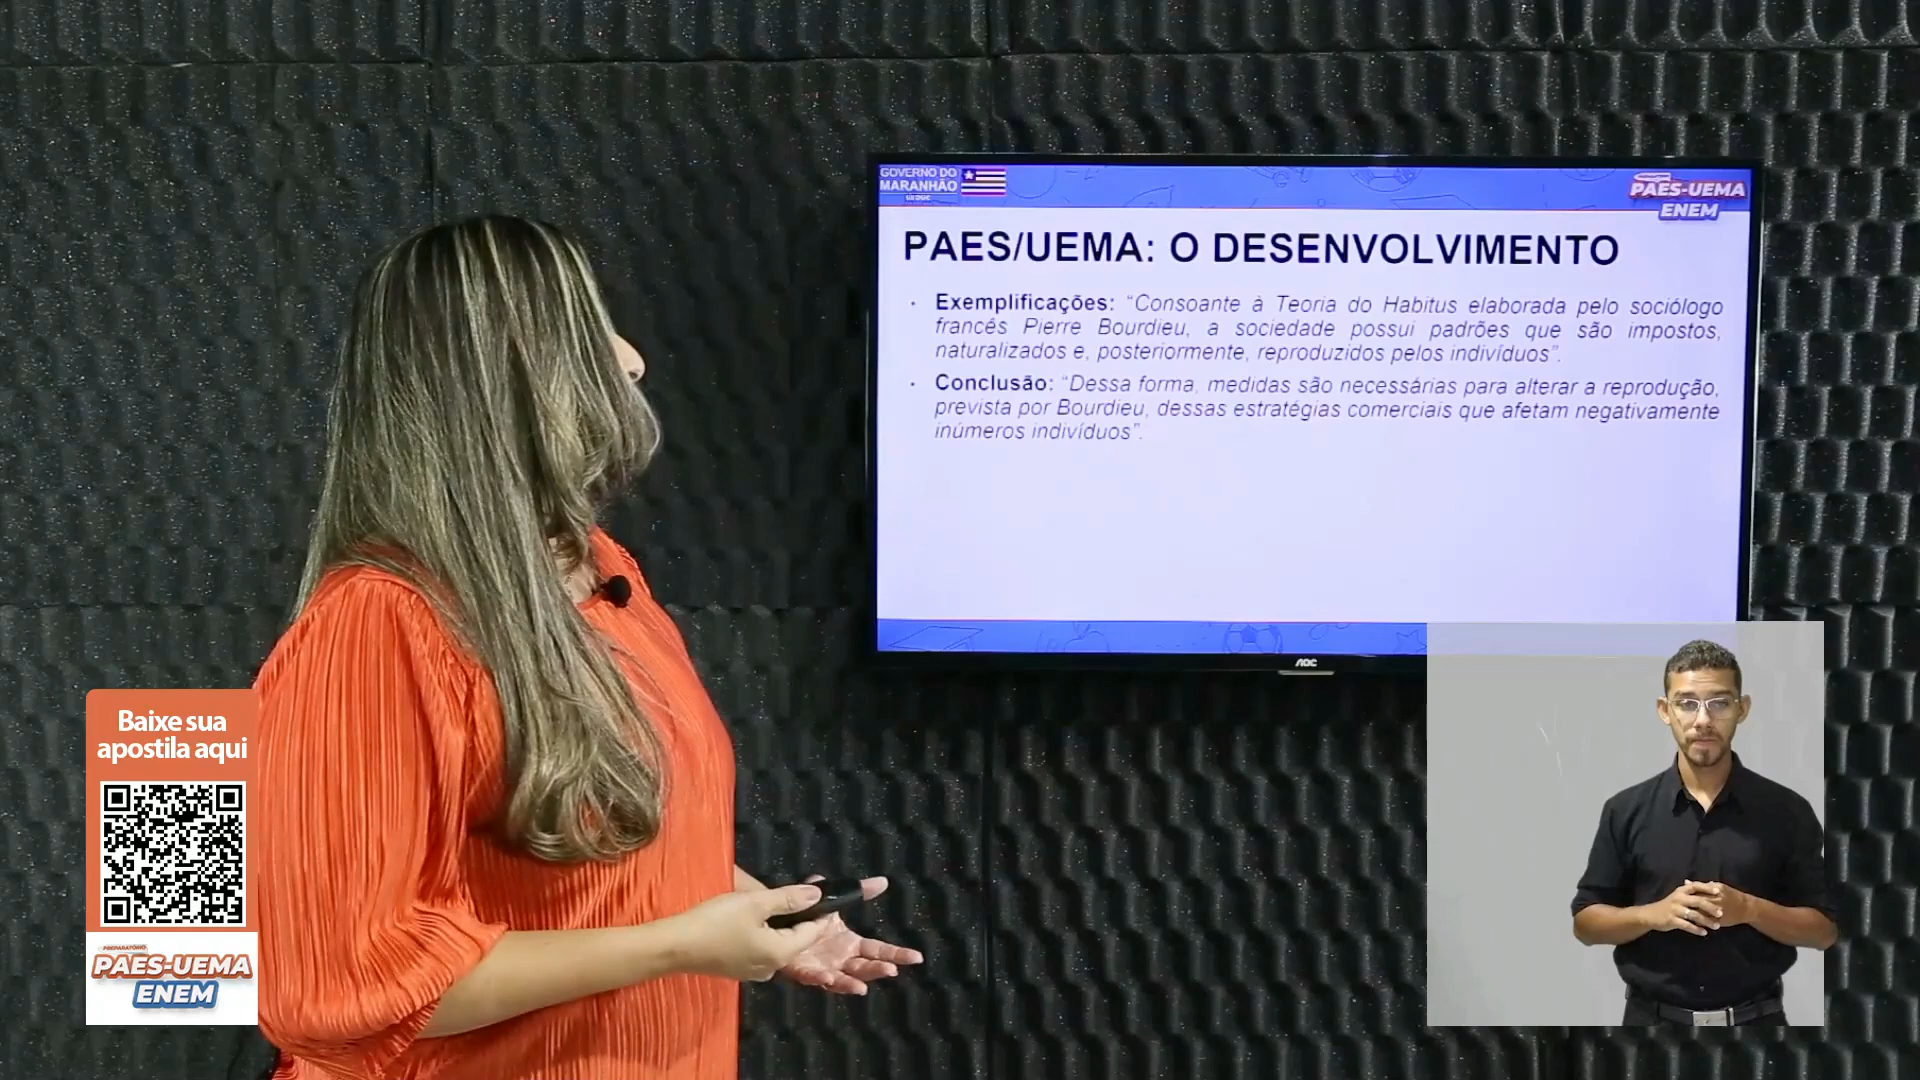 GOVERNO DO
MARANHÃO
PAES-UEMA
ENEM
PAES/UEMA: O DESENVOLVIMENTO
• Exemplificações: “Consoante à Teoria do Habitus elaborada pelo sociólogo
francês Pierre Bourdieu, a sociedade possui padrões que são impostos,
naturalizados e, posteriormente, reproduzidos pelos indivíduos”.
• Conclusão: “Dessa forma, medidas são necessárias para alterar a reprodução,
prevista por Bourdieu, dessas estratégias comerciais que afetam negativamente
inúmeros indivíduos”.
AOC
Baixe sua
apostila aqui
PREPARATÓRIO
PAES-UEMA
ENEM